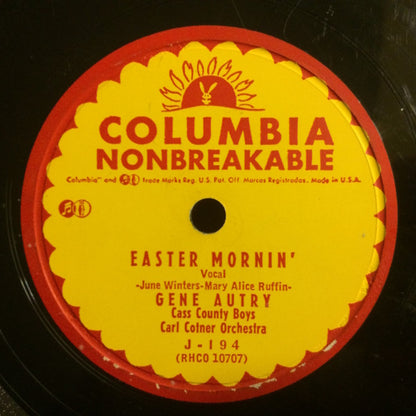 COLUMBIA
NONBREAKABLE
Columbia" and Trade Marks Reg. U.S. Pat. Off. Marcas Registradas. Made in U.S.A.
EASTER MORNIN'
Vocal
-June Winters-Mary Alice Ruffin-
GENE AUTRY
Cass County Boys
Carl Cotner Orchestra
J-194
(RHCO 10707)